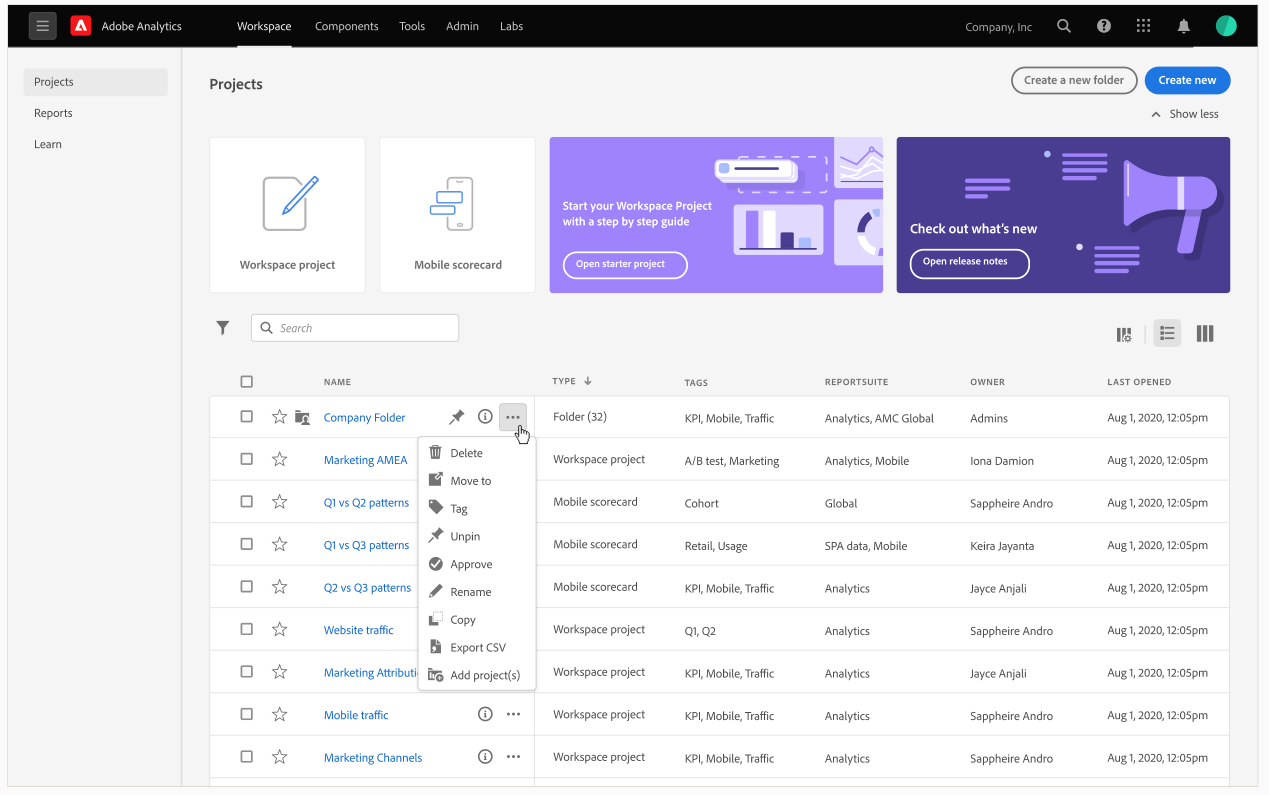 Adobe Analytics Workspace Components Tools Admin Labs Company, Inc
Projects
Reports
Learn
Projects
Create a new folder
Create new
Show less
Workspace project
Mobile scorecard
Start your Workspace Project
with a step by step guide
Open starter project
Check out what's new
Open release notes
Search
NAME TYPE TAGS REPORTSUITE OWNER LAST OPENED
Company Folder Folder (32) KPI, Mobile, Traffic Analytics, AMC Global Admins Aug 1, 2020, 12:05pm
Marketing AMEA Workspace project A/B test, Marketing Analytics, Mobile Iona Damion Aug 1, 2020, 12:05pm
Q1 vs Q2 patterns Mobile scorecard Cohort Global Sappheire Andro Aug 1, 2020, 12:05pm
Q1 vs Q3 patterns Mobile scorecard Retail, Usage SPA data, Mobile Keira Jayanta Aug 1, 2020, 12:05pm
Q2 vs Q3 patterns Mobile scorecard KPI, Mobile, Traffic Analytics Jayce Anjali Aug 1, 2020, 12:05pm
Website traffic Workspace project Q1, Q2 Analytics Sappheire Andro Aug 1, 2020, 12:05pm
Marketing Attributi Workspace project KPI, Mobile, Traffic Analytics Jayce Anjali Aug 1, 2020, 12:05pm
Mobile traffic Workspace project KPI, Mobile, Traffic Analytics Sappheire Andro Aug 1, 2020, 12:05pm
Marketing Channels Workspace project KPI, Mobile, Traffic Analytics Sappheire Andro Aug 1, 2020, 12:05pm
Delete
Move to
Tag
Unpin
Approve
Rename
Copy
Export CSV
Add project(s)